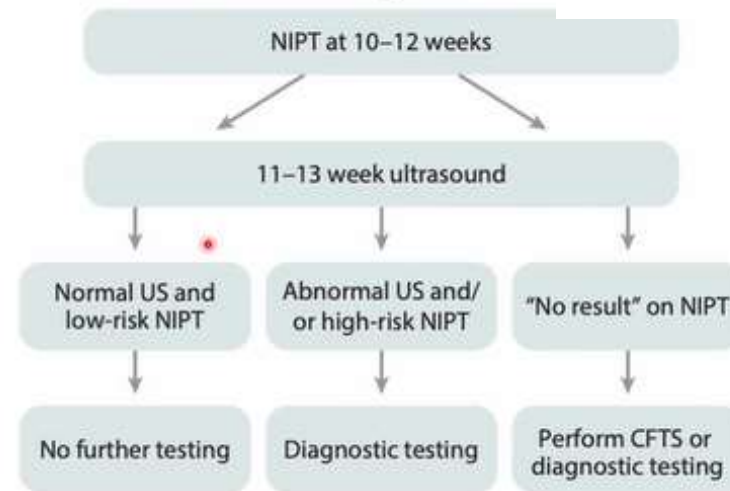 NIPT at 10–12 weeks
11–13 week ultrasound
Normal US and
low-risk NIPT
Abnormal US and/
or high-risk NIPT
"No result" on NIPT
No further testing
Diagnostic testing
Perform CFTS or
diagnostic testing